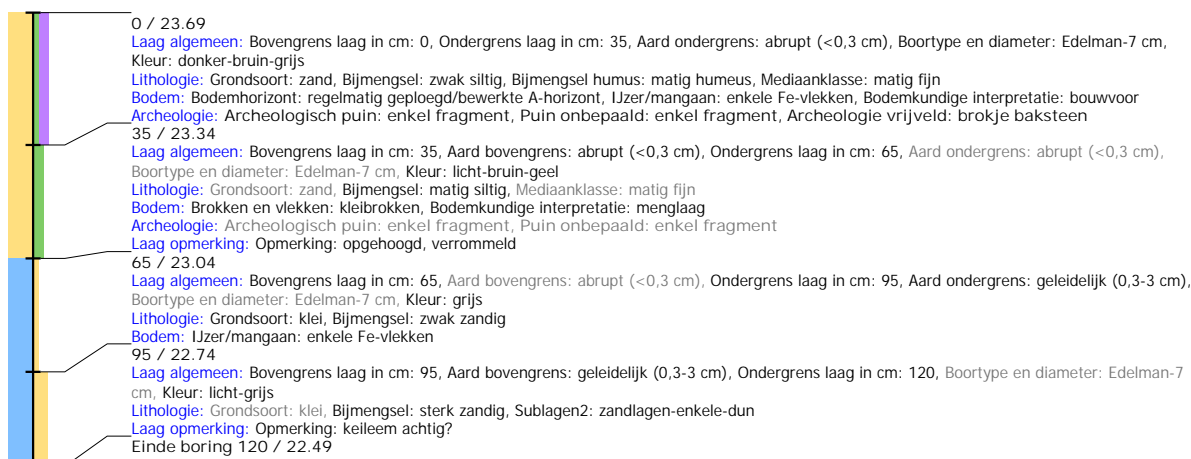 0 / 23.69
Laag algemeen: Bovengrens laag in cm: 0, Ondergrens laag in cm: 35, Aard ondergrens: abrupt (<0,3 cm), Boortype en diameter: Edelman-7 cm,
Kleur: donker-bruin-grijs
Lithologie: Grondsoort: zand, Bijmengsel: zwak siltig, Bijmengsel humus: matig humeus, Mediaanklasse: matig fijn
Bodem: Bodemhorizont: regelmatig geploegd/bewerkte A-horizont, IJzer/mangaan: enkele Fe-vlekken, Bodemkundige interpretatie: bouwvoor
Archeologie: Archeologisch puin: enkel fragment, Puin onbepaald: enkel fragment, Archeologie vrijveld: brokje baksteen
35 / 23.34
Laag algemeen: Bovengrens laag in cm: 35, Aard bovengrens: abrupt (<0,3 cm), Ondergrens laag in cm: 65, Aard ondergrens: abrupt (<0,3 cm),
Boortype en diameter: Edelman-7 cm, Kleur: licht-bruin-geel
Lithologie: Grondsoort: zand, Bijmengsel: matig siltig, Mediaanklasse: matig fijn
Bodem: Brokken en vlekken: kleibrokken, Bodemkundige interpretatie: menglaag
Archeologie: Archeologisch puin: enkel fragment, Puin onbepaald: enkel fragment
Laag opmerking: Opmerking: opgehoogd, verrommeld
65 / 23.04
Laag algemeen: Bovengrens laag in cm: 65, Aard bovengrens: abrupt (<0,3 cm), Ondergrens laag in cm: 95, Aard ondergrens: geleidelijk (0,3-3 cm),
Boortype en diameter: Edelman-7 cm, Kleur: grijs
Lithologie: Grondsoort: klei, Bijmengsel: zwak zandig
Bodem: IJzer/mangaan: enkele Fe-vlekken
95 / 22.74
Laag algemeen: Bovengrens laag in cm: 95, Aard bovengrens: geleidelijk (0,3-3 cm), Ondergrens laag in cm: 120, Boortype en diameter: Edelman-7
cm, Kleur: licht-grijs
Lithologie: Grondsoort: klei, Bijmengsel: sterk zandig, Sublagen2: zandlagen-enkele-dun
Laag opmerking: Opmerking: keileem achtig?
Einde boring 120 / 22.49